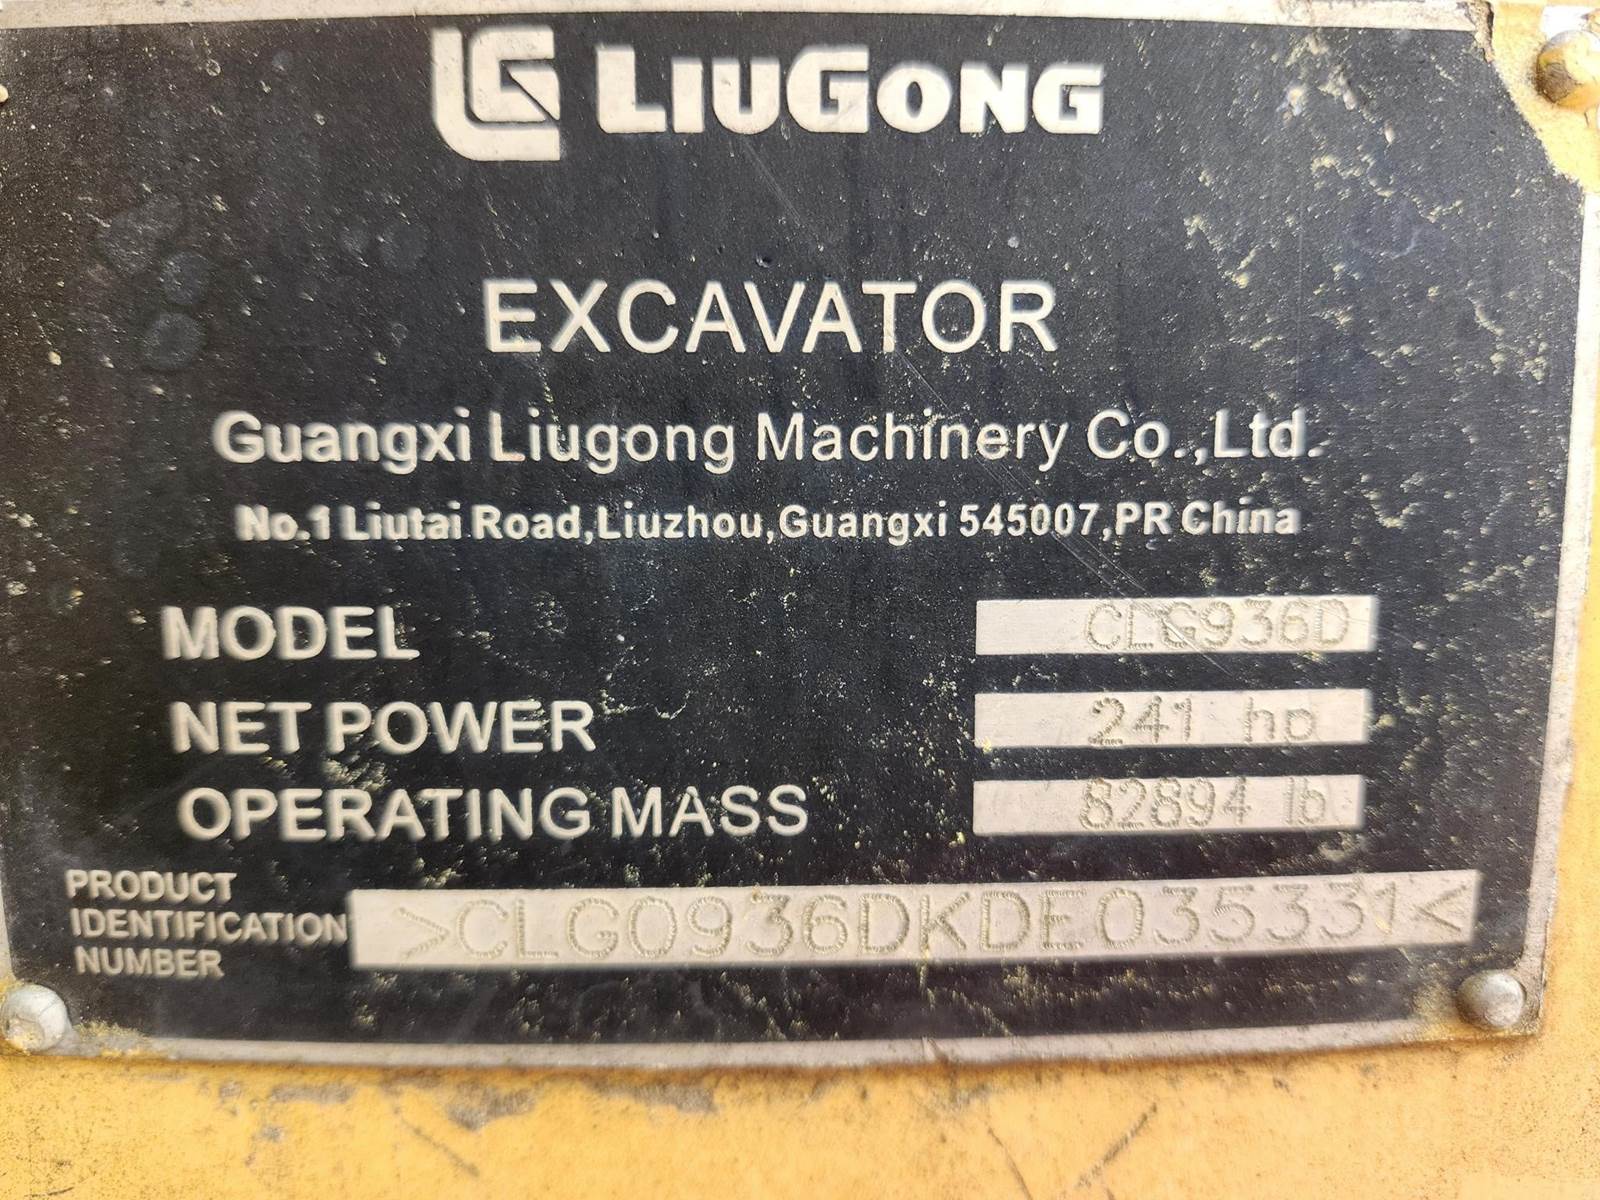 LG LIUGONG
EXCAVATOR
Guangxi Liugong Machinery Co.,Ltd.
No.1 Liutai Road,Liuzhou,Guangxi 545007,PR China
MODEL CLG936D
NET POWER 241 hp
OPERATING MASS 82894 lb
PRODUCT
IDENTIFICATION >CLG0936DKDE035331<
NUMBER